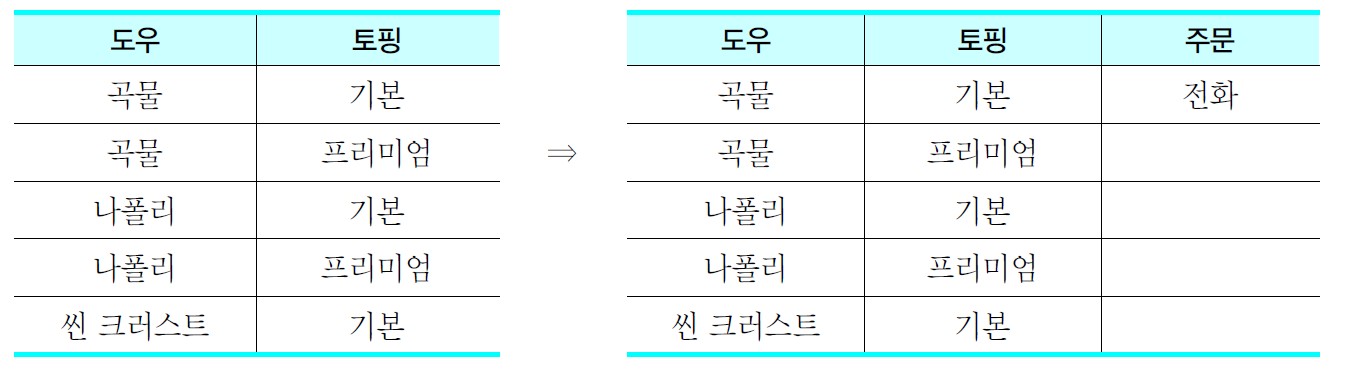 도우 토핑 도우 토핑 주문
곡물 기본 곡물 기본 전화
곡물 프리미엄 ⇒ 곡물 프리미엄
나폴리 기본 나폴리 기본
나폴리 프리미엄 나폴리 프리미엄
씬 크러스트 기본 씬 크러스트 기본